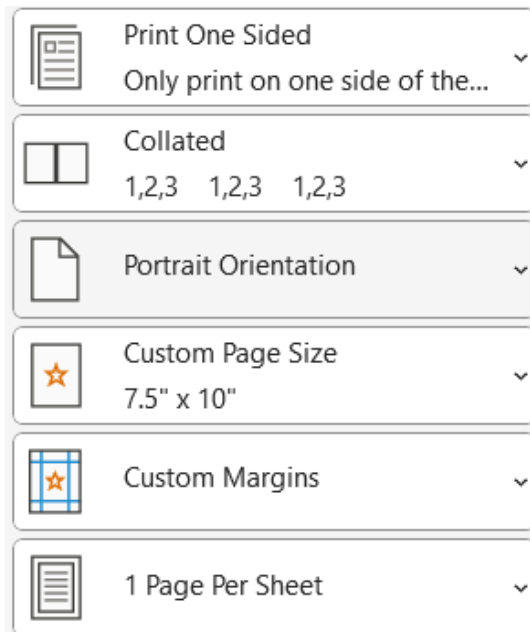 Print One Sided
Only print on one side of the...
Collated
1,2,3 1,2,3 1,2,3
Portrait Orientation
Custom Page Size
7.5" x 10"
Custom Margins
1 Page Per Sheet